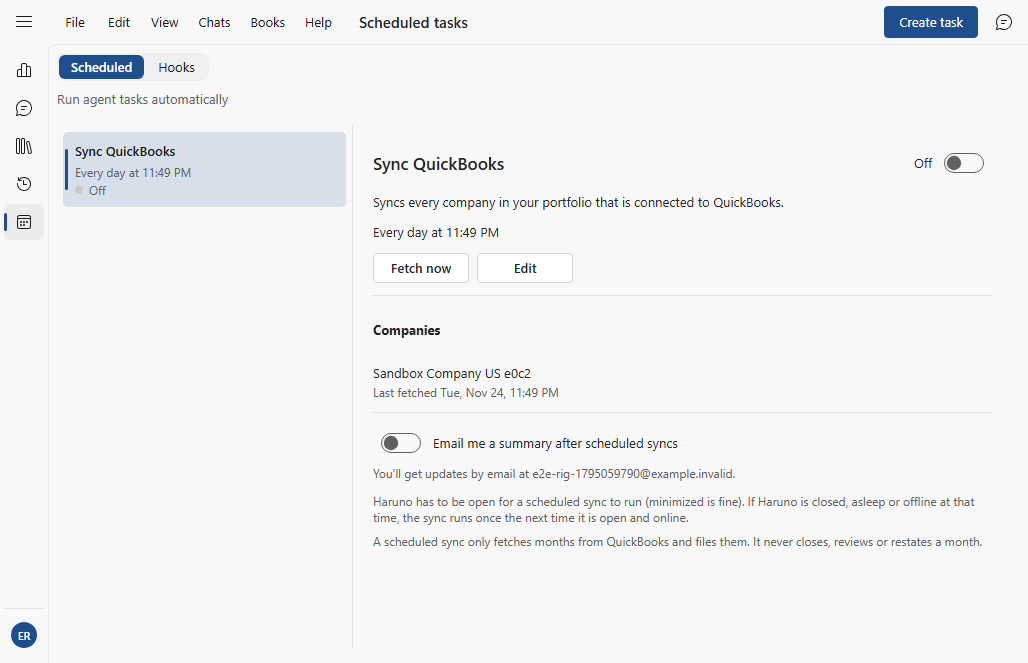 File Edit View Chats Books Help Scheduled tasks Create task
Scheduled Hooks
Run agent tasks automatically
Sync QuickBooks
Every day at 11:49 PM
Off
Sync QuickBooks Off
Syncs every company in your portfolio that is connected to QuickBooks.
Every day at 11:49 PM
Fetch now Edit
Companies
Sandbox Company US e0c2
Last fetched Tue, Nov 24, 11:49 PM
Email me a summary after scheduled syncs
You'll get updates by email at e2e-rig-1795059790@example.invalid.
Haruno has to be open for a scheduled sync to run (minimized is fine). If Haruno is closed, asleep or offline at that
time, the sync runs once the next time it is open and online.
A scheduled sync only fetches months from QuickBooks and files them. It never closes, reviews or restates a month.
ER